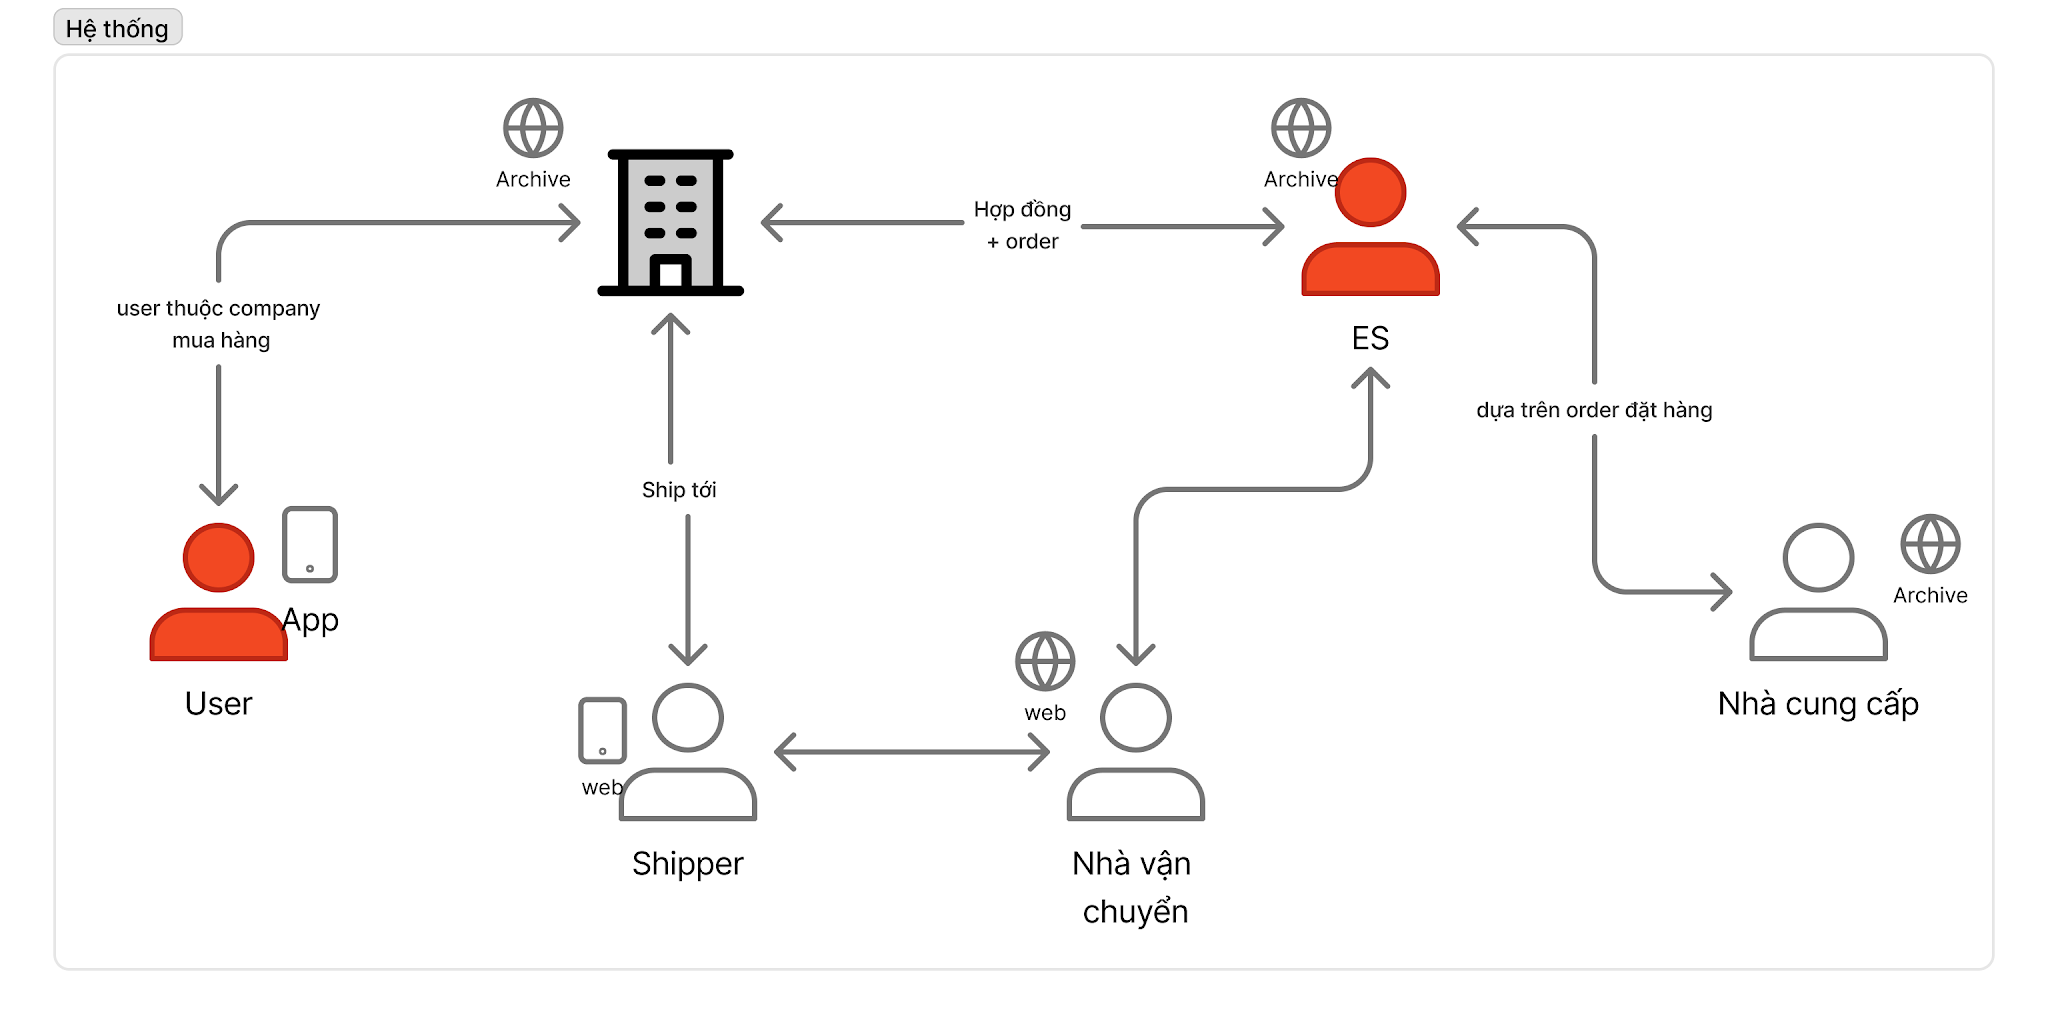 Hệ thống
Archive
Archive
Hợp đồng
+ order
user thuộc company
mua hàng
ES
dựa trên order đặt hàng
Ship tới
App
User
Archive
Nhà cung cấp
web
web
Shipper
Nhà vận
chuyển